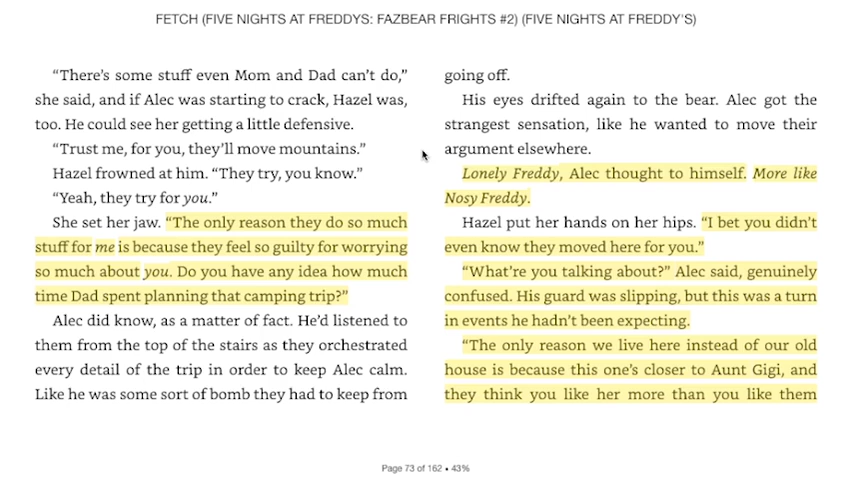 FETCH (FIVE NIGHTS AT FREDDYS: FAZBEAR FRIGHTS #2) (FIVE NIGHTS AT FREDDY'S)
“There’s some stuff even Mom and Dad can’t do,”
she said, and if Alec was starting to crack, Hazel was,
too. He could see her getting a little defensive.
“Trust me, for you, they’ll move mountains.”
Hazel frowned at him. “They try, you know.”
“Yeah, they try for you.”
She set her jaw. “The only reason they do so much
stuff for me is because they feel so guilty for worrying
so much about you. Do you have any idea how much
time Dad spent planning that camping trip?”
Alec did know, as a matter of fact. He’d listened to
them from the top of the stairs as they orchestrated
every detail of the trip in order to keep Alec calm.
Like he was some sort of bomb they had to keep from
going off.
His eyes drifted again to the bear. Alec got the
strangest sensation, like he wanted to move their
argument elsewhere.
Lonely Freddy, Alec thought to himself. More like
Nosy Freddy.
Hazel put her hands on her hips. “I bet you didn’t
even know they moved here for you.”
“What’re you talking about?” Alec said, genuinely
confused. His guard was slipping, but this was a turn
in events he hadn’t been expecting.
“The only reason we live here instead of our old
house is because this one’s closer to Aunt Gigi, and
they think you like her more than you like them
Page 73 of 162 • 43%